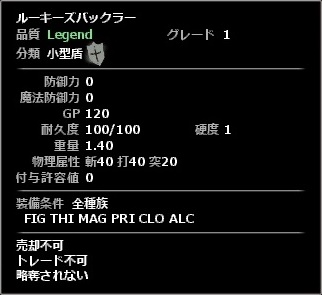 ルーキーズバックラー
品質 Legend グレード 1
分類 小型盾
防御力 0
魔法防御力 0
GP 120
耐久度 100/100 硬度 1
重量 1.40
物理属性 斬40 打40 突20
付与許容値 0
装備条件 全種族
FIG THI MAG PRI CLO ALC
売却不可
トレード不可
略奪されない